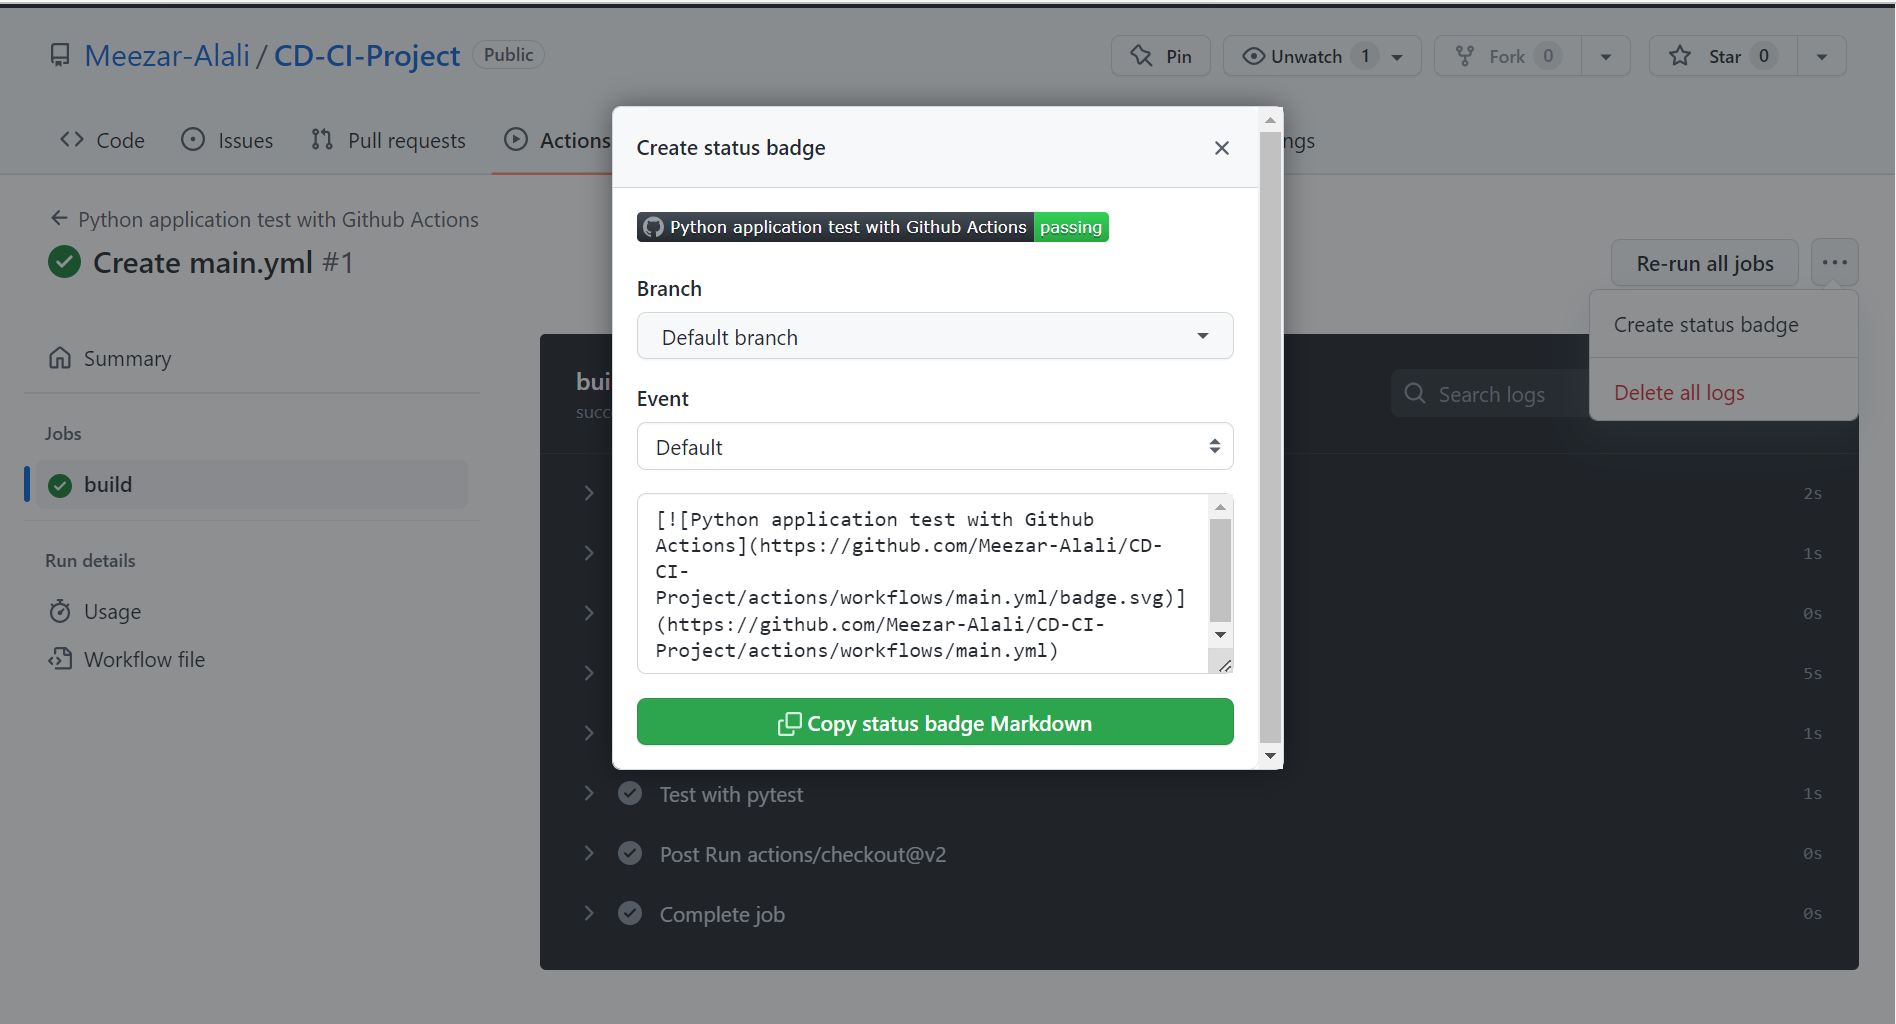 Meezar-Alali / CD-CI-Project Public
Pin
Unwatch 1
Fork 0
Star 0
Code
Issues
Pull requests
Actions
ngs
Python application test with Github Actions
Create main.yml #1
Re-run all jobs
Create status badge
Delete all logs
Summary
Jobs
build
Run details
Usage
Workflow file
Create status badge
Python application test with Github Actions passing
Branch
Default branch
Event
Default
[![Python application test with Github
Actions](https://github.com/Meezar-Alali/CD-
CI-
Project/actions/workflows/main.yml/badge.svg)]
(https://github.com/Meezar-Alali/CD-CI-
Project/actions/workflows/main.yml)
Copy status badge Markdown
bui
succ
Search logs
2s
1s
0s
5s
1s
Test with pytest 1s
Post Run actions/checkout@v2 0s
Complete job 0s